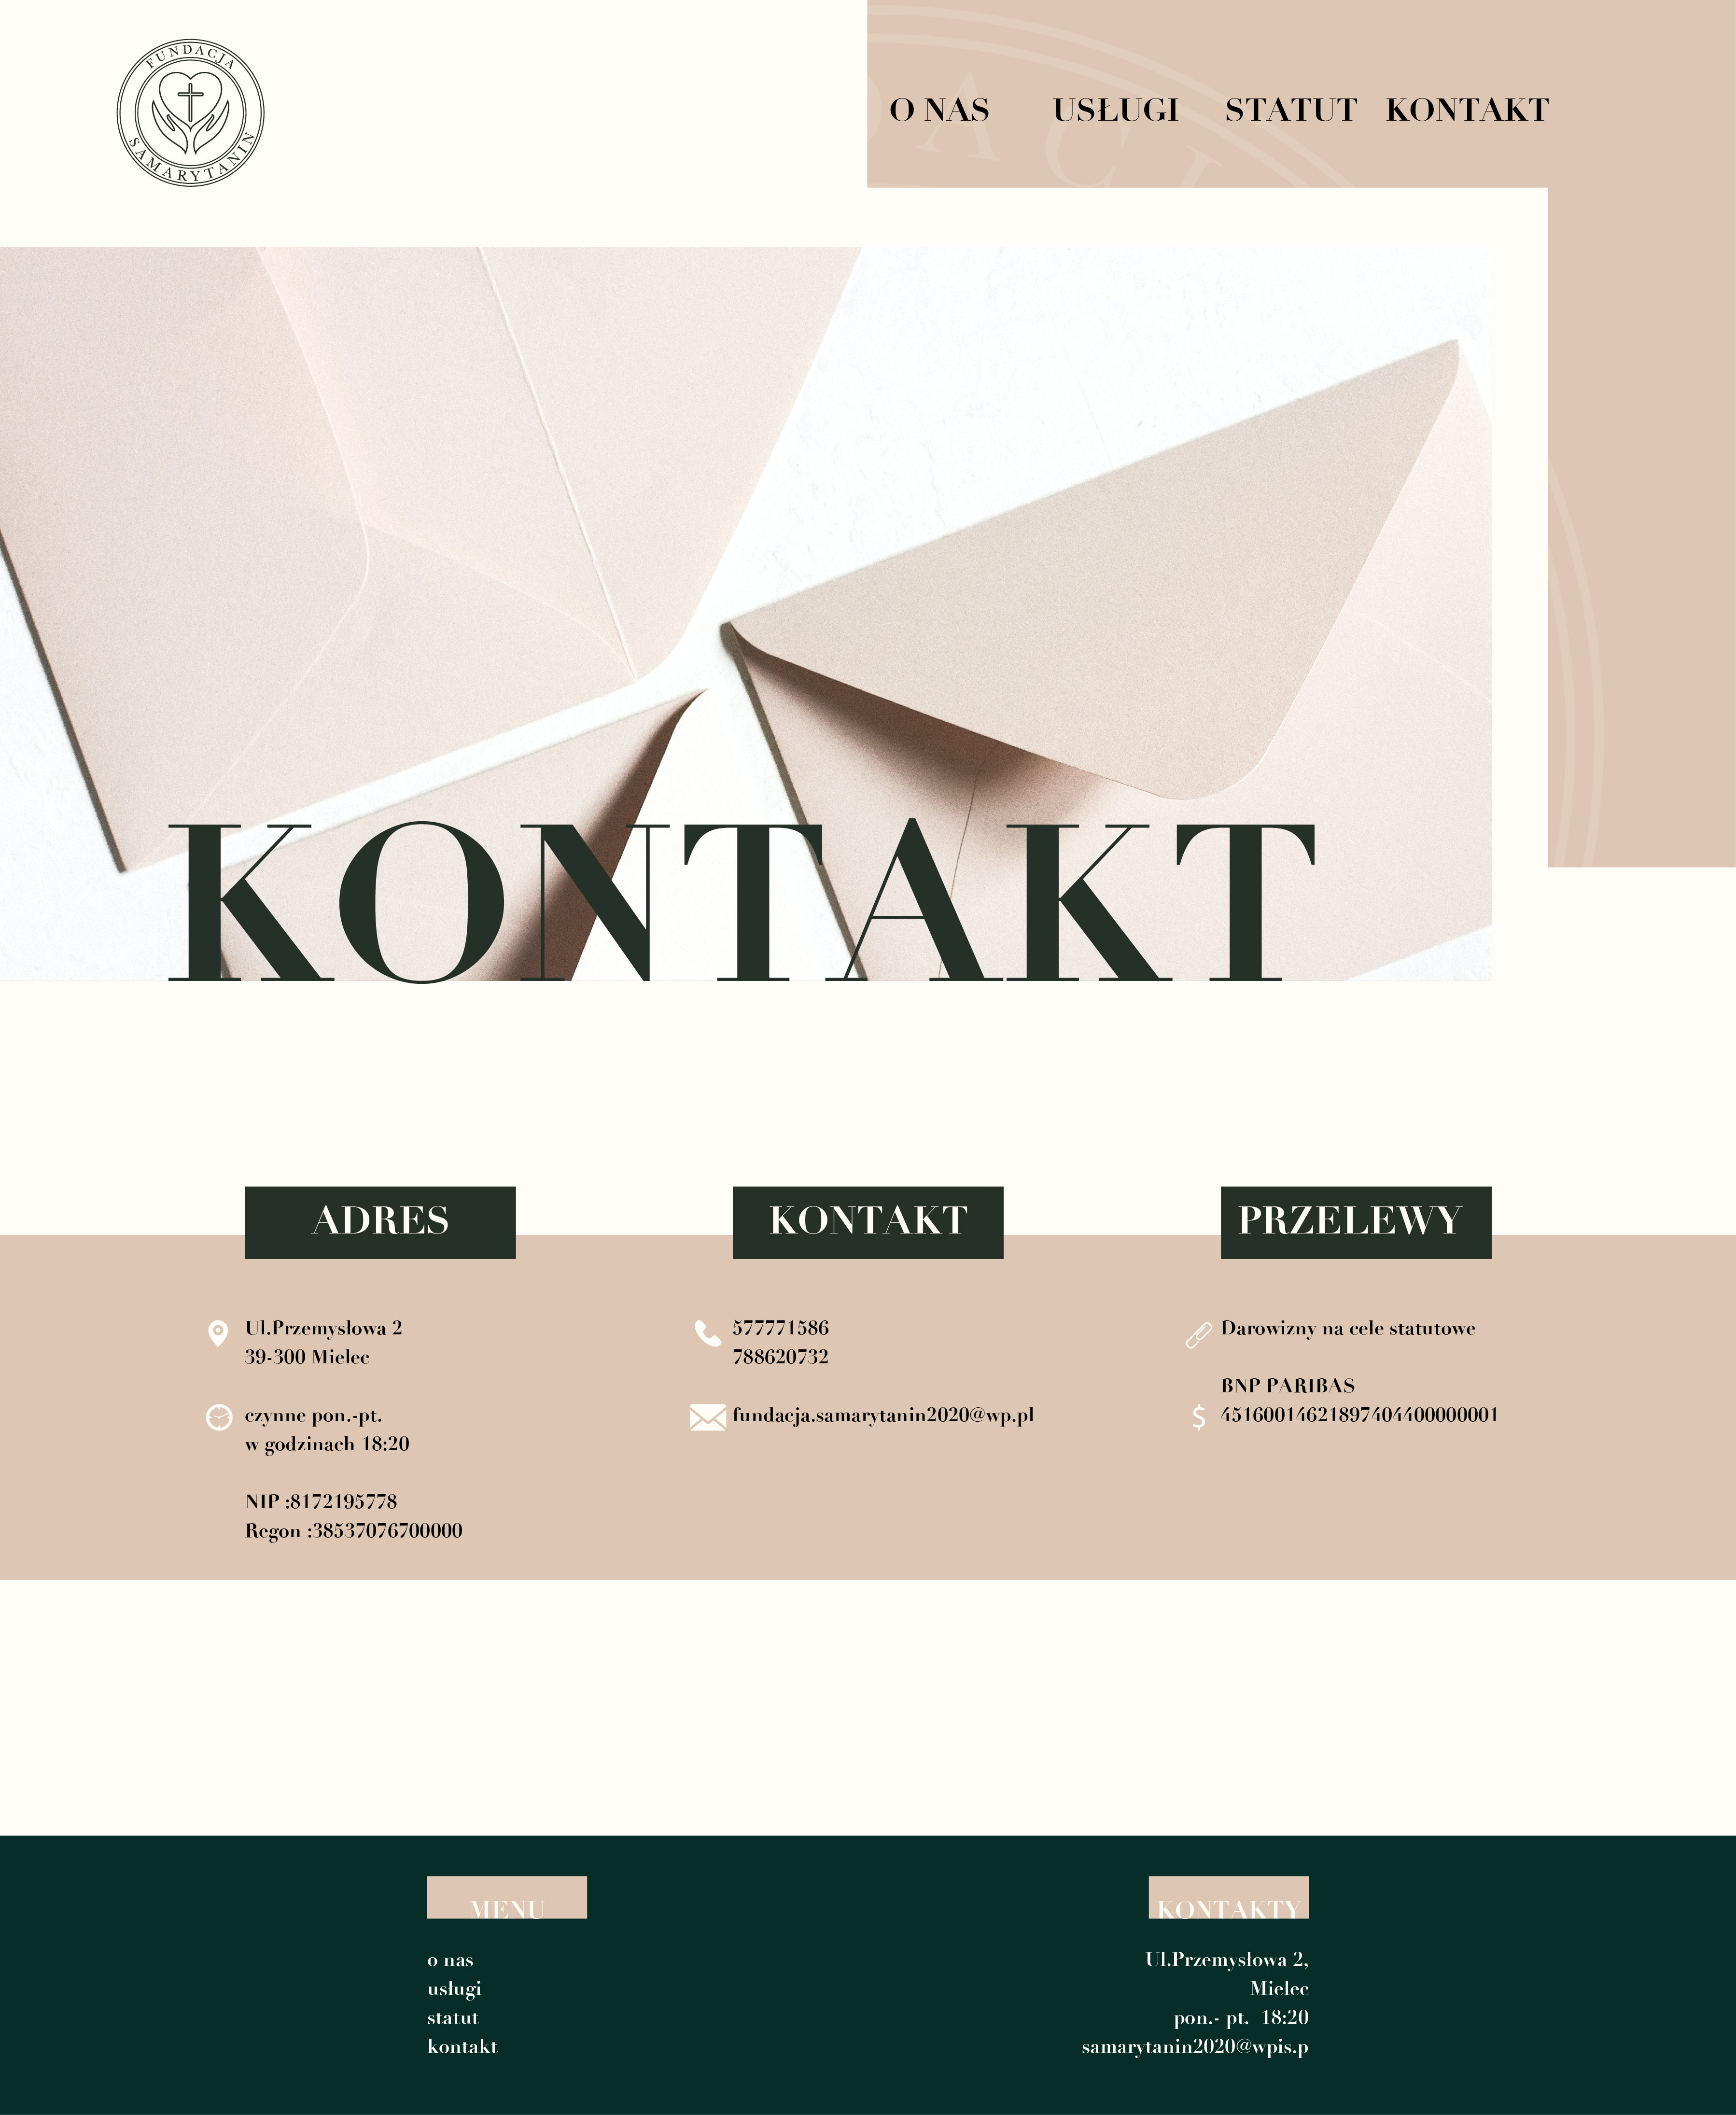 FUNDACJA
SAMARYTANIN
DACJ
O NAS USŁUGI STATUT KONTAKT
KONTAKT
ADRES
Ul.Przemysłowa 2
39-300 Mielec
czynne pon.-pt.
w godzinach 18:20
NIP :8172195778
Regon :38537076700000
KONTAKT
577771586
788620732
fundacja.samarytanin2020@wp.pl
PRZELEWY
Darowizny na cele statutowe
BNP PARIBAS
45160014621897404400000001
MENU
o nas
usługi
statut
kontakt
KONTAKTY
Ul.Przemysłowa 2,
Mielec
pon.- pt. 18:20
samarytanin2020@wpis.p